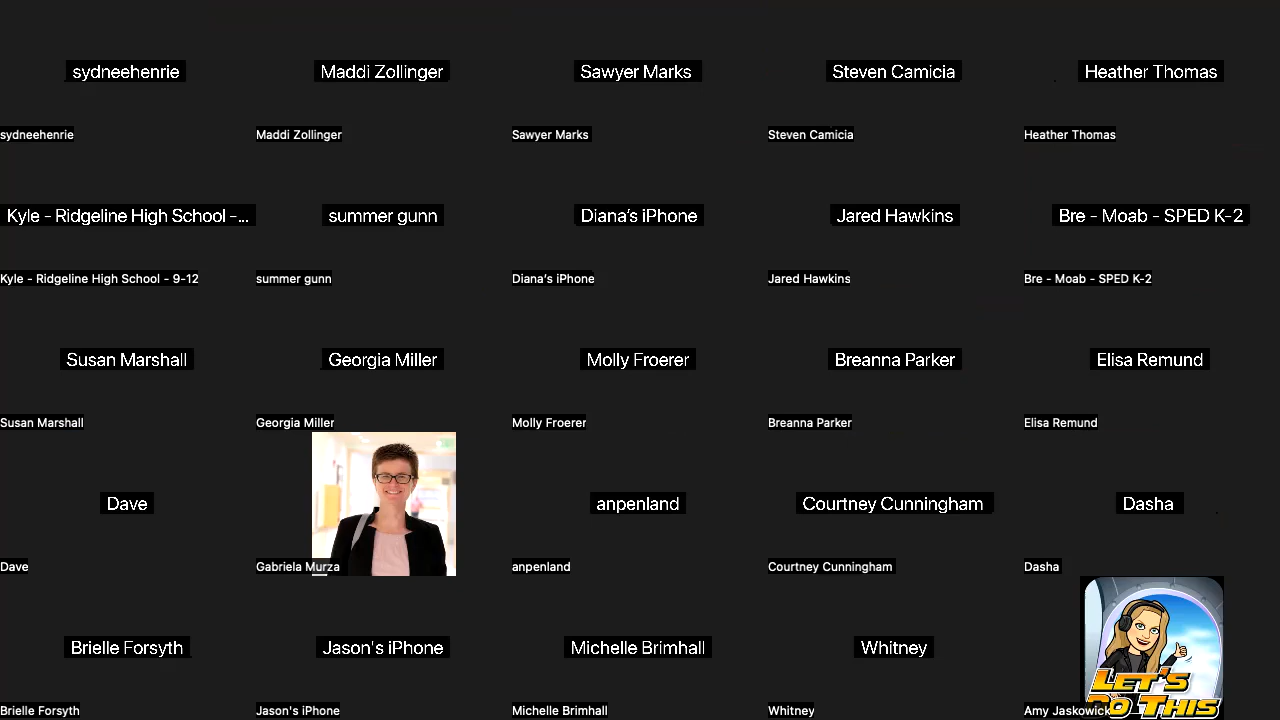 sydneehenrie
Maddi Zollinger
Sawyer Marks
Steven Camicia
Heather Thomas
sydneehenrie
Maddi Zollinger
Sawyer Marks
Steven Camicia
Heather Thomas
Kyle - Ridgeline High School -...
summer gunn
Diana's iPhone
Jared Hawkins
Bre - Moab - SPED K-2
Kyle - Ridgeline High School - 9-12
summer gunn
Diana's iPhone
Jared Hawkins
Bre - Moab - SPED K-2
Susan Marshall
Georgia Miller
Molly Froerer
Breanna Parker
Elisa Remund
Susan Marshall
Georgia Miller
Molly Froerer
Breanna Parker
Elisa Remund
Dave
anpenland
Courtney Cunningham
Dasha
Dave
Gabriela Murza
anpenland
Courtney Cunningham
Dasha
Brielle Forsyth
Jason's iPhone
Michelle Brimhall
Whitney
LET'S
DO THIS
Brielle Forsyth
Jason's iPhone
Michelle Brimhall
Whitney
Amy Jaskowick